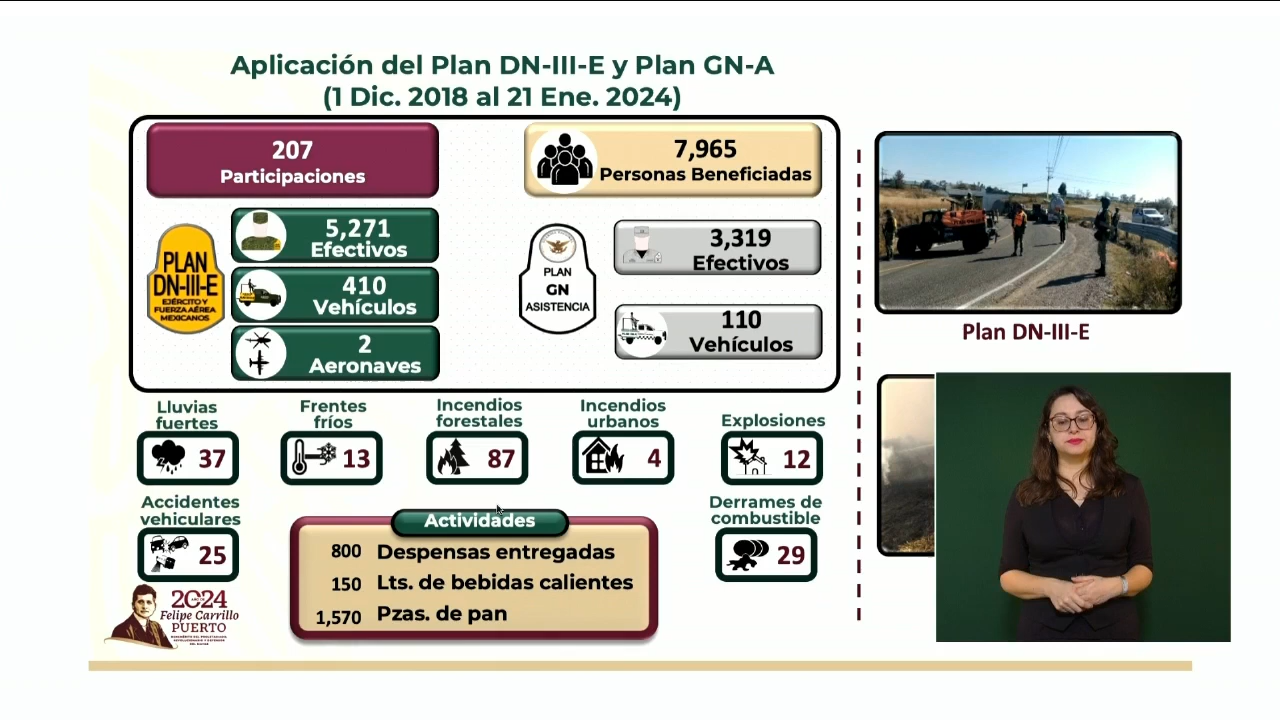 Aplicación del Plan DN-III-E y Plan GN-A
(1 Dic. 2018 al 21 Ene. 2024)
207
Participaciones
7,965
Personas Beneficiadas
PLAN
DN-III-E
EJÉRCITO Y
FUERZA AÉREA
MEXICANOS
5,271
Efectivos
410
Vehículos
2
Aeronaves
PLAN
GN
ASISTENCIA
3,319
Efectivos
110
Vehículos
Plan DN-III-E
Lluvias
fuertes
37
Frentes
fríos
13
Incendios
forestales
87
Incendios
urbanos
4
Explosiones
12
Accidentes
vehiculares
25
Actividades
800 Despensas entregadas
150 Lts. de bebidas calientes
1,570 Pzas. de pan
Derrames de
combustible
29
2024
Felipe Carrillo
PUERTO